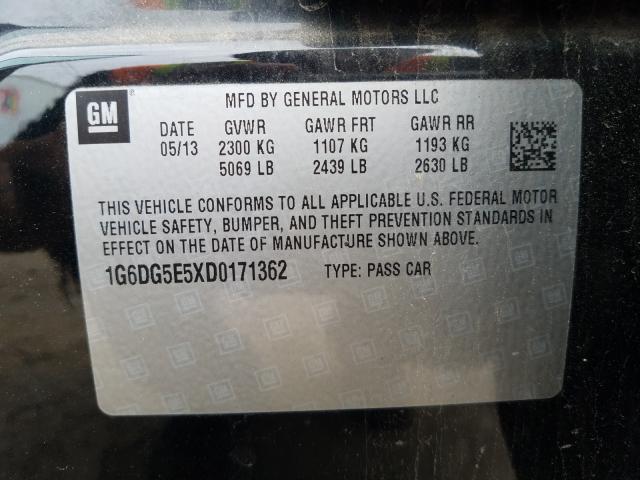 GM
MFD BY GENERAL MOTORS LLC
DATE GVWR GAWR FRT GAWR RR
05/13 2300 KG 1107 KG 1193 KG
5069 LB 2439 LB 2630 LB
THIS VEHICLE CONFORMS TO ALL APPLICABLE U.S. FEDERAL MOTOR
VEHICLE SAFETY, BUMPER, AND THEFT PREVENTION STANDARDS IN
EFFECT ON THE DATE OF MANUFACTURE SHOWN ABOVE.
1G6DG5E5XD0171362 TYPE: PASS CAR